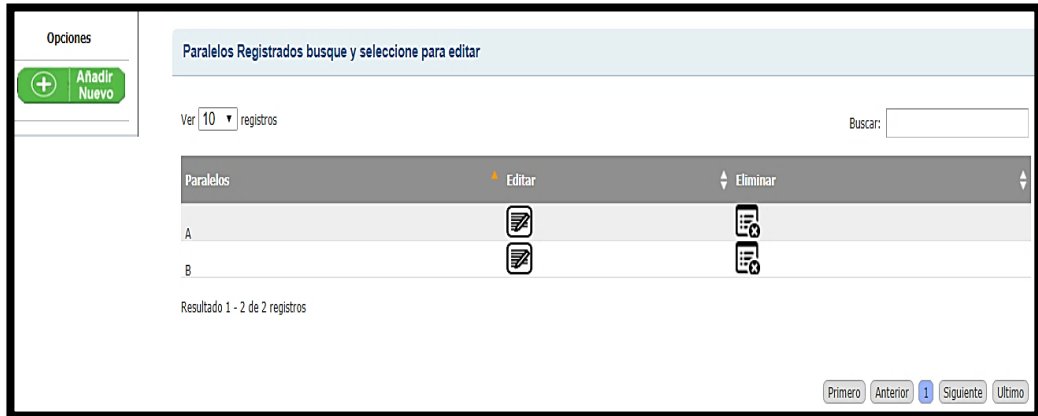 Opciones
Añadir
Nuevo
Paralelos Registrados busque y seleccione para editar
Ver 10 registros
Buscar:
Paralelos Editar Eliminar
A
B
Resultado 1 - 2 de 2 registros
Primero Anterior 1 Siguiente Ultimo